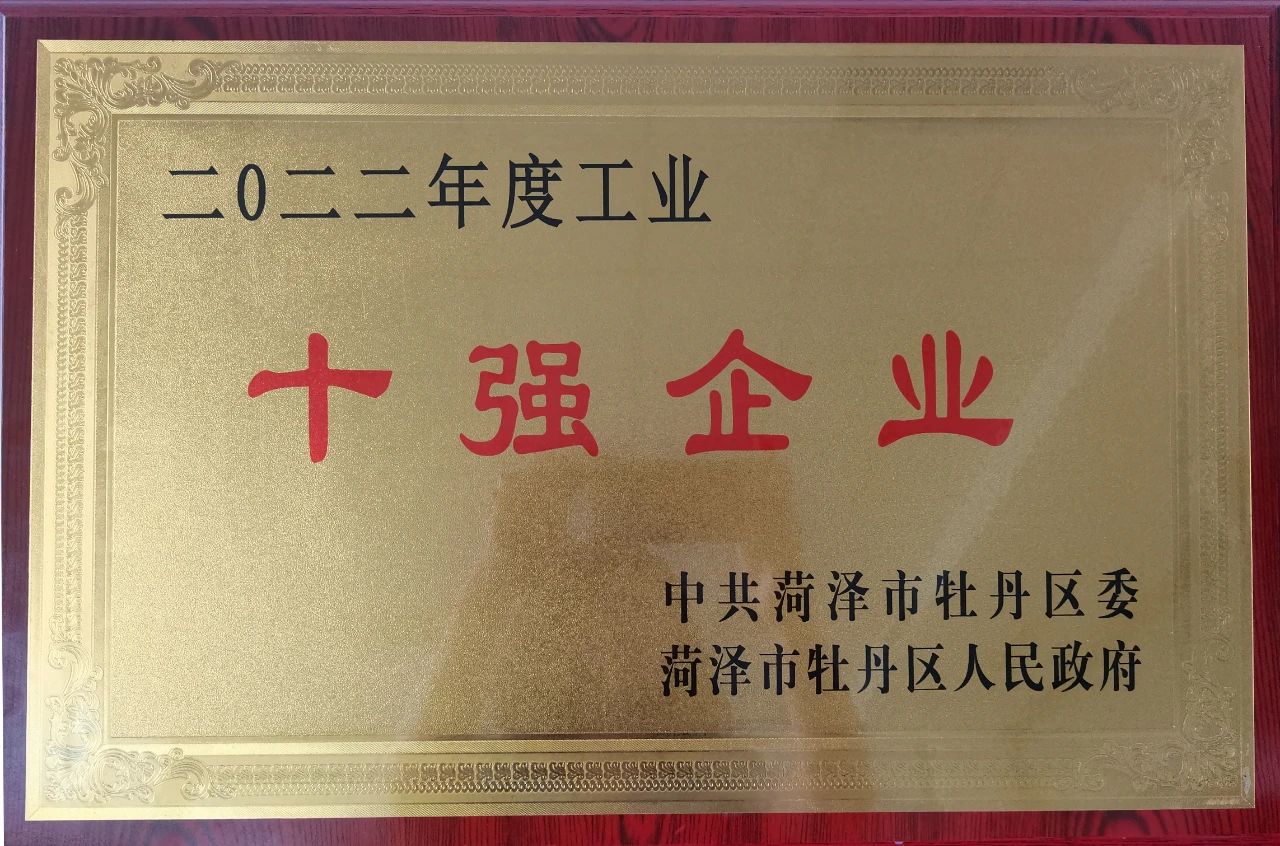 二0二二年度工业
十强企业
中共菏泽市牡丹区委
菏泽市牡丹区人民政府